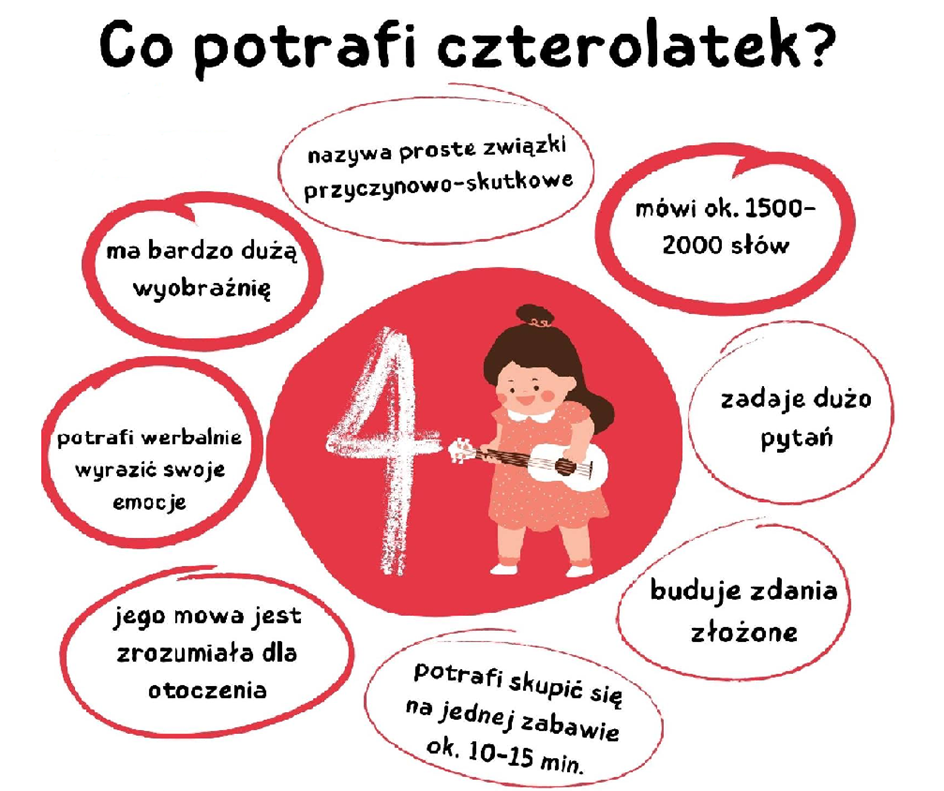 Co potrafi czterolatek?
nazywa proste związki
przyczynowo-skutkowe
mówi ok. 1500-
2000 słów
ma bardzo dużą
wyobraźnię
4
zadaje dużo
pytań
potrafi werbalnie
wyrazić swoje
emocje
buduje zdania
złożone
jego mowa jest
zrozumiała dla
otoczenia
potrafi skupić się
na jednej zabawie
ok. 10-15 min.